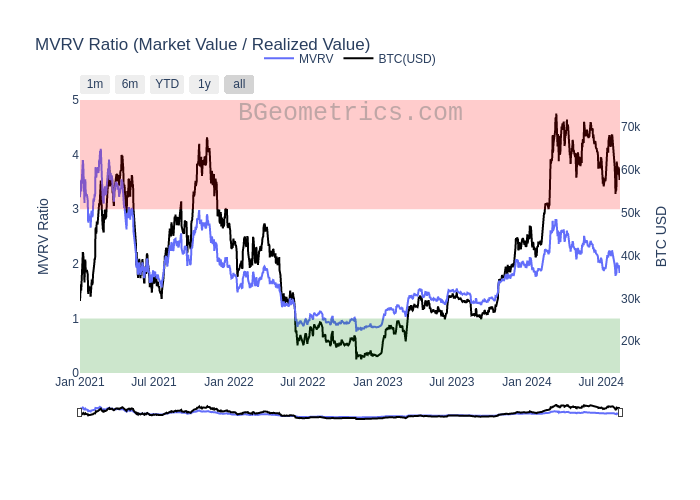 MVRV Ratio (Market Value / Realized Value)
MVRV BTC(USD)
1m 6m YTD 1y all
BGeometrics.com
5
4
3
2
1
0
MVRV Ratio
70k
60k
50k
40k
30k
20k
BTC USD
Jan 2021 Jul 2021 Jan 2022 Jul 2022 Jan 2023 Jul 2023 Jan 2024 Jul 2024